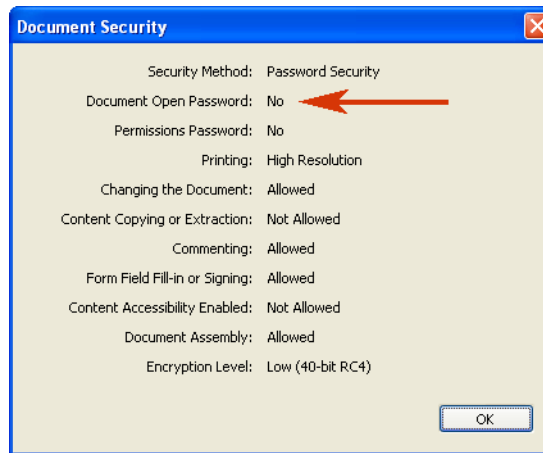 Document Security
Security Method: Password Security
Document Open Password: No
Permissions Password: No
Printing: High Resolution
Changing the Document: Allowed
Content Copying or Extraction: Not Allowed
Commenting: Allowed
Form Field Fill-in or Signing: Allowed
Content Accessibility Enabled: Not Allowed
Document Assembly: Allowed
Encryption Level: Low (40-bit RC4)
OK